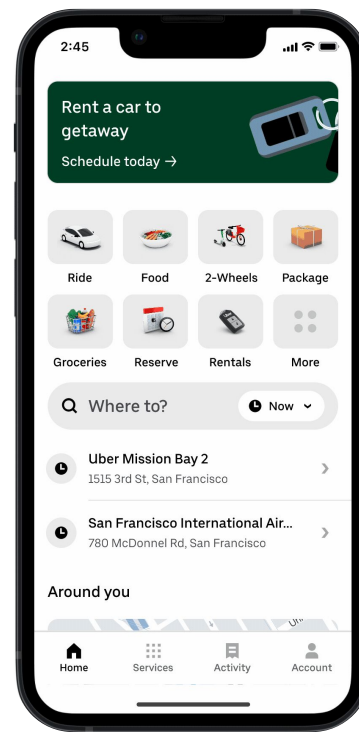 2:45
Rent a car to
getaway
Schedule today →
Ride
Food
2-Wheels
Package
Groceries
Reserve
Rentals
More
Where to?
Now
Uber Mission Bay 2
1515 3rd St, San Francisco
San Francisco International Air...
780 McDonnel Rd, San Francisco
Around you
Home
Services
Activity
Account